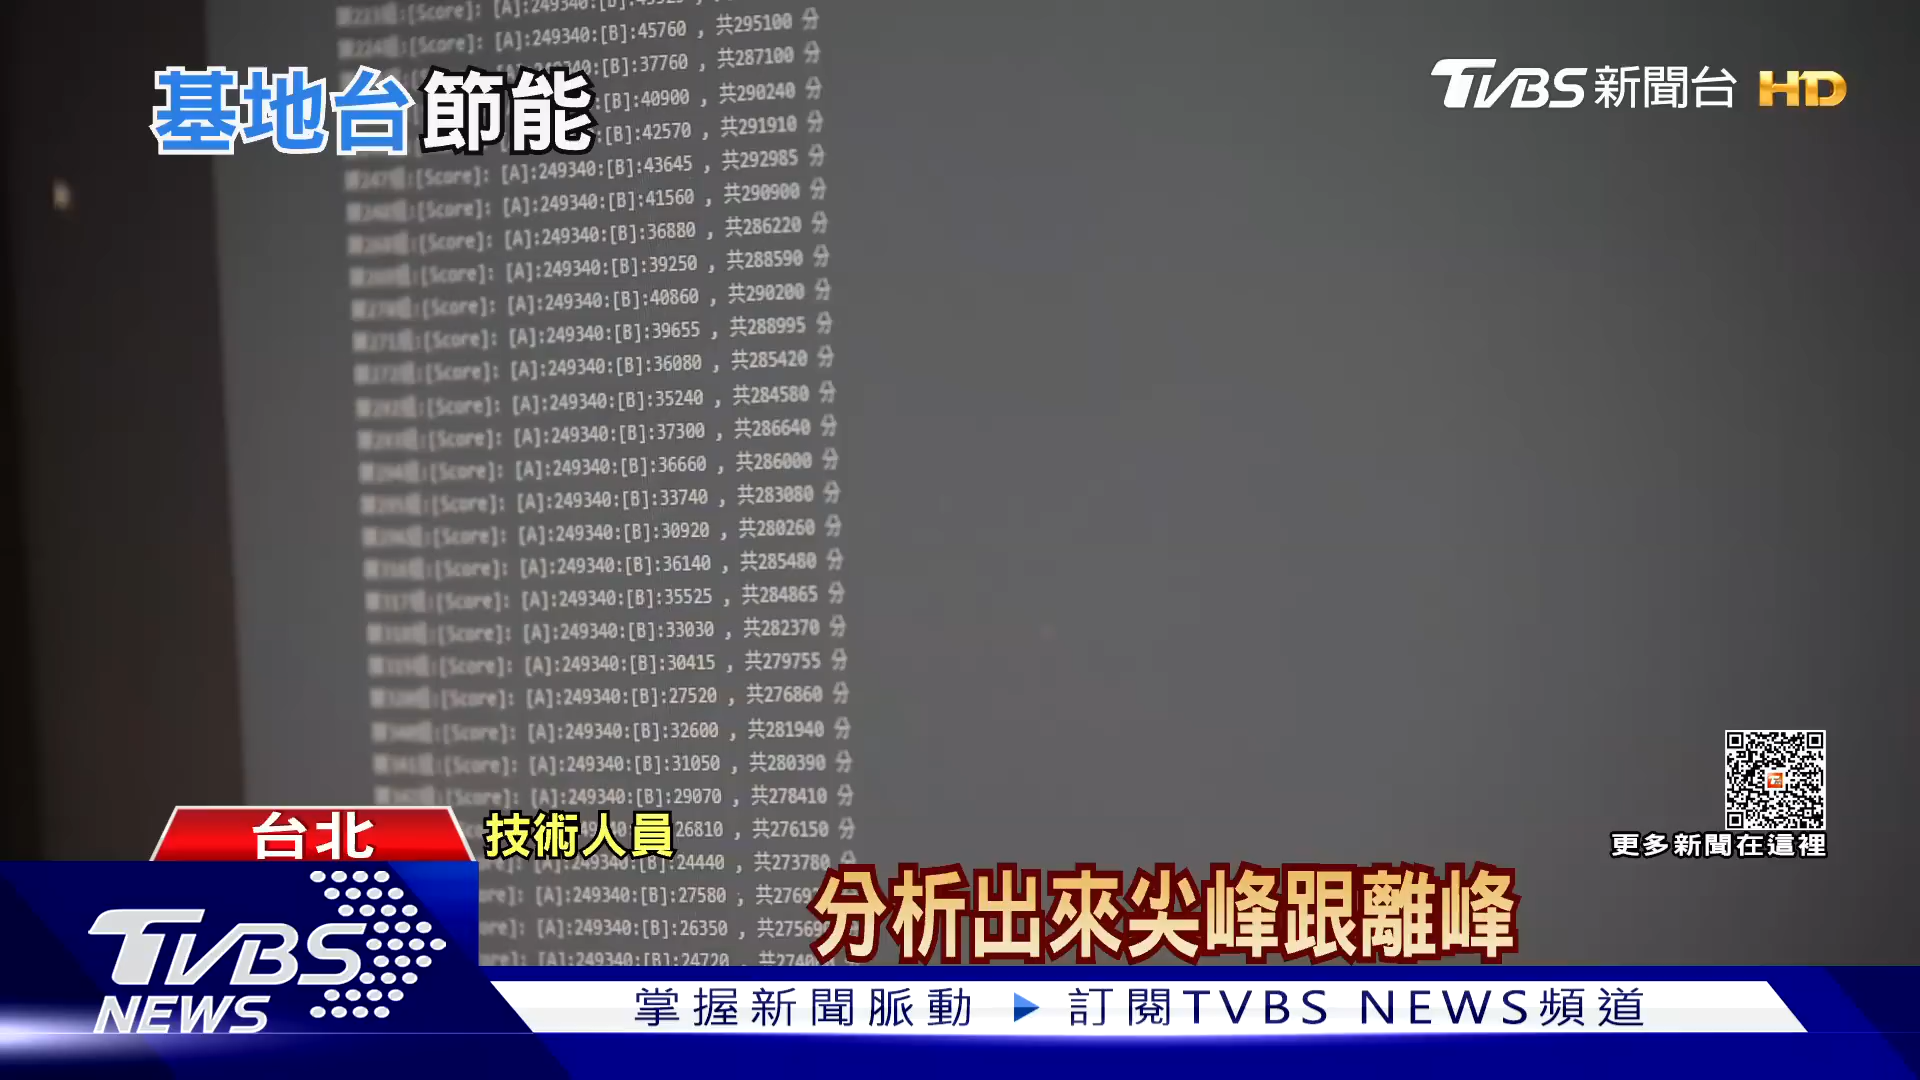 :[Score]: [A]:249340:[B]:
:[Score]: [A]:249340:[B]:45760 , 共295100 分
:37760 , 共287100 分
:[B]:40900 , 共290240 分
:[B]:42570 , 共291910 分
:[Score]: [A]:249340:[B]:43645 , 共292985 分
:[Score]: [A]:249340:[B]:41560 , 共290900 分
:[Score]: [A]:249340:[B]:36880 , 共286220 分
:[Score]: [A]:249340:[B]:39250 , 共288590 分
:[Score]: [A]:249340:[B]:40860 , 共290200 分
:[Score]: [A]:249340:[B]:39655 , 共288995 分
:[Score]: [A]:249340:[B]:36080 , 共285420 分
:[Score]: [A]:249340:[B]:35240 , 共284580 分
:[Score]: [A]:249340:[B]:37300 , 共286640 分
:[Score]: [A]:249340:[B]:36660 , 共286000 分
:[Score]: [A]:249340:[B]:33740 , 共283080 分
:[Score]: [A]:249340:[B]:30920 , 共280260 分
:[Score]: [A]:249340:[B]:36140 , 共285480 分
:[Score]: [A]:249340:[B]:35525 , 共284865 分
:[Score]: [A]:249340:[B]:33030 , 共282370 分
:[Score]: [A]:249340:[B]:30415 , 共279755 分
:[Score]: [A]:249340:[B]:27520 , 共276860 分
:[Score]: [A]:249340:[B]:32600 , 共281940 分
:[Score]: [A]:249340:[B]:31050 , 共280390 分
:[Score]: [A]:249340:[B]:29070 , 共278410 分
26810 , 共276150 分
:24440 , 共273780 分
[A]:249340:[B]:27580 ,
[A]:249340:[B]:26350 ,
[A]:249340:[B]:24720 ,
基地台節能
TVBS新聞台 HD
更多新聞在這裡
台北
技術人員
分析出來尖峰跟離峰
TVBS
NEWS
掌握新聞脈動 ▶ 訂閱TVBS NEWS頻道